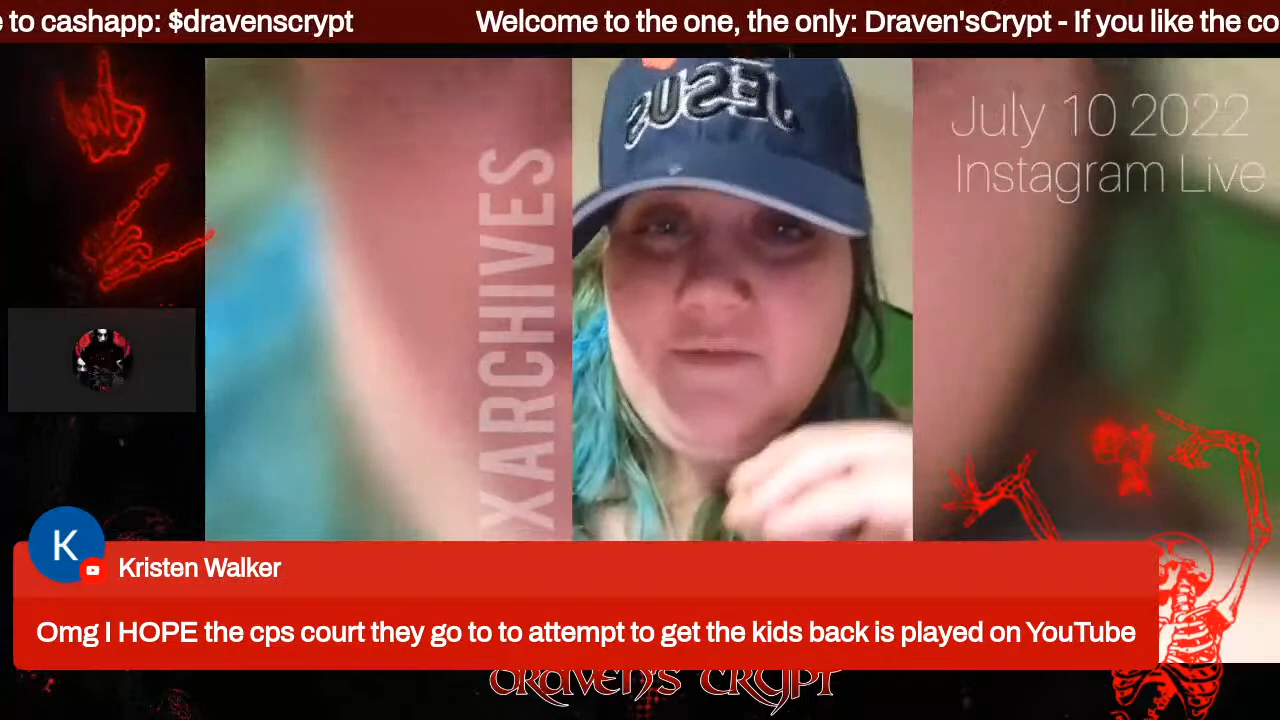 e to cashapp: $dravenscrypt Welcome to the one, the only: Draven'sCrypt - If you like the co
JESUS
July 10 2022
Instagram Live
XARCHIVES
K
Kristen Walker
Omg I HOPE the cps court they go to to attempt to get the kids back is played on YouTube
DRAVEN'S CRYPT